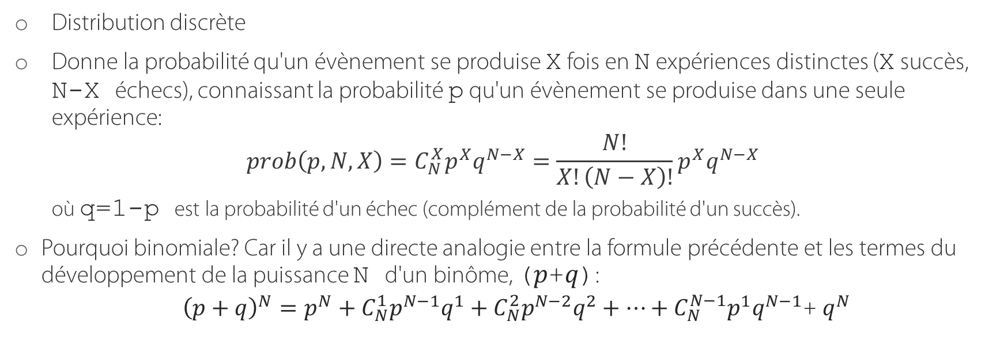 ○ Distribution discrète
○ Donne la probabilité qu'un évènement se produise X fois en N expériences distinctes (X succès,
N-X échecs), connaissant la probabilité p qu'un évènement se produise dans une seule
expérience:
$prob(p, N, X) = C_N^X p^X q^{N-X} = \frac{N!}{X!\,(N-X)!} p^X q^{N-X}$
où q=1-p est la probabilité d'un échec (complément de la probabilité d'un succès).
○ Pourquoi binomiale? Car il y a une directe analogie entre la formule précédente et les termes du
développement de la puissance N d'un binôme, (p+q) :
$(p + q)^N = p^N + C_N^1 p^{N-1} q^1 + C_N^2 p^{N-2} q^2 + \cdots + C_N^{N-1} p^1 q^{N-1} + q^N$